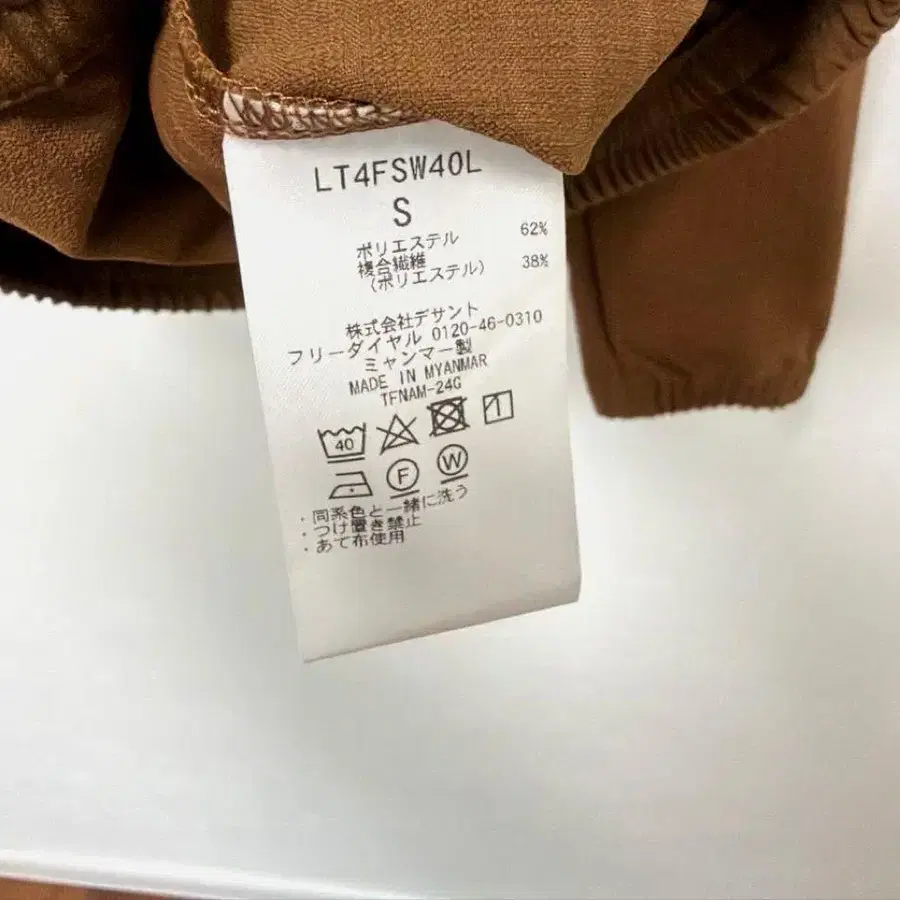 LT4FSW40L
S
ポリエステル 62%
複合繊維 38%
(ポリエステル)
株式会社デサント
フリーダイヤル 0120-46-0310
ミャンマー製
MADE IN MYANMAR
TFNAM-24G
40
F W
・同系色と一緒に洗う
・つけ置き禁止
・あて布使用